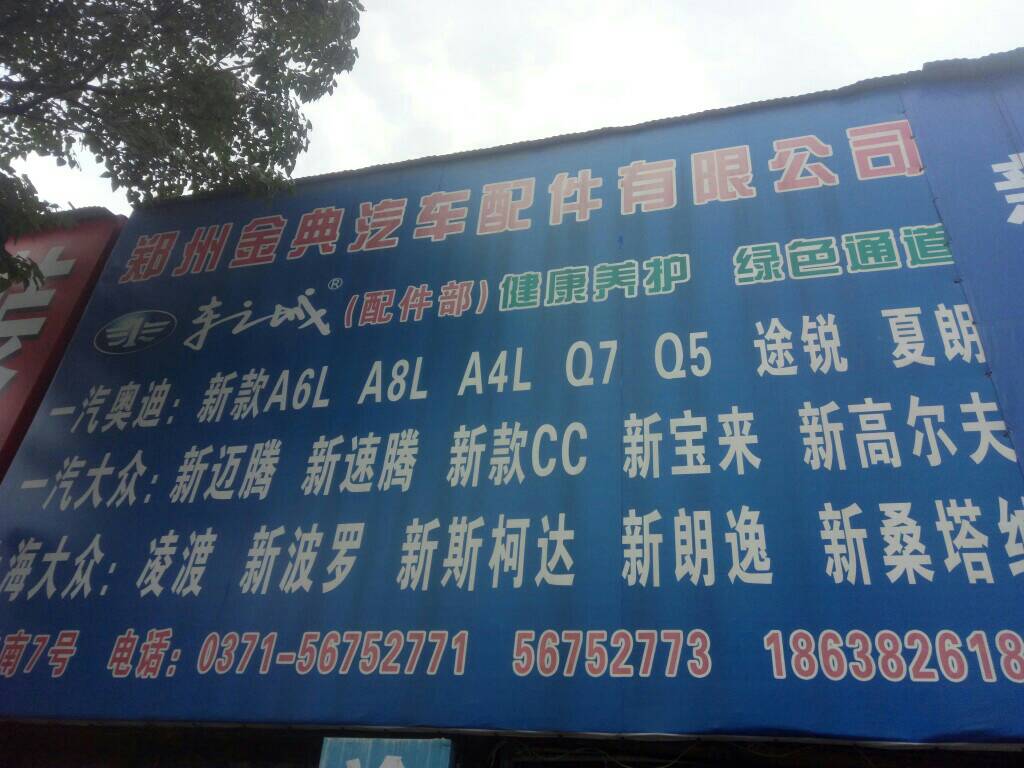 郑州金典汽车配件有限公司
车之城® (配件部) 健康养护 绿色通道
一汽奥迪: 新款A6L A8L A4L Q7 Q5 途锐 夏朗
一汽大众: 新迈腾 新速腾 新款CC 新宝来 新高尔夫
海大众: 凌渡 新波罗 新斯柯达 新朗逸 新桑塔纳
南7号 电话: 0371-56752771 56752773 186382618